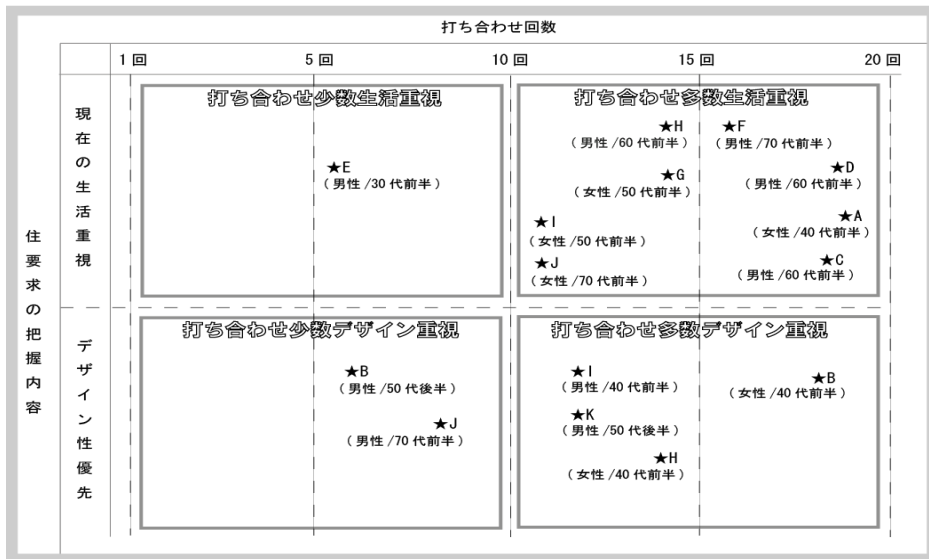 打ち合わせ回数
1回 5回 10回 15回 20回
住要求の把握内容
現在の生活重視
打ち合わせ少数生活重視
★E
(男性/30代前半)
打ち合わせ多数生活重視
★H
(男性/60代前半)
★F
(男性/70代前半)
★G
(女性/50代前半)
★D
(男性/60代前半)
★I
(女性/50代前半)
★A
(女性/40代前半)
★J
(女性/70代前半)
★C
(男性/60代前半)
デザイン性優先
打ち合わせ少数デザイン重視
★B
(男性/50代後半)
★J
(男性/70代前半)
打ち合わせ多数デザイン重視
★I
(男性/40代前半)
★B
(女性/40代前半)
★K
(男性/50代後半)
★H
(女性/40代前半)